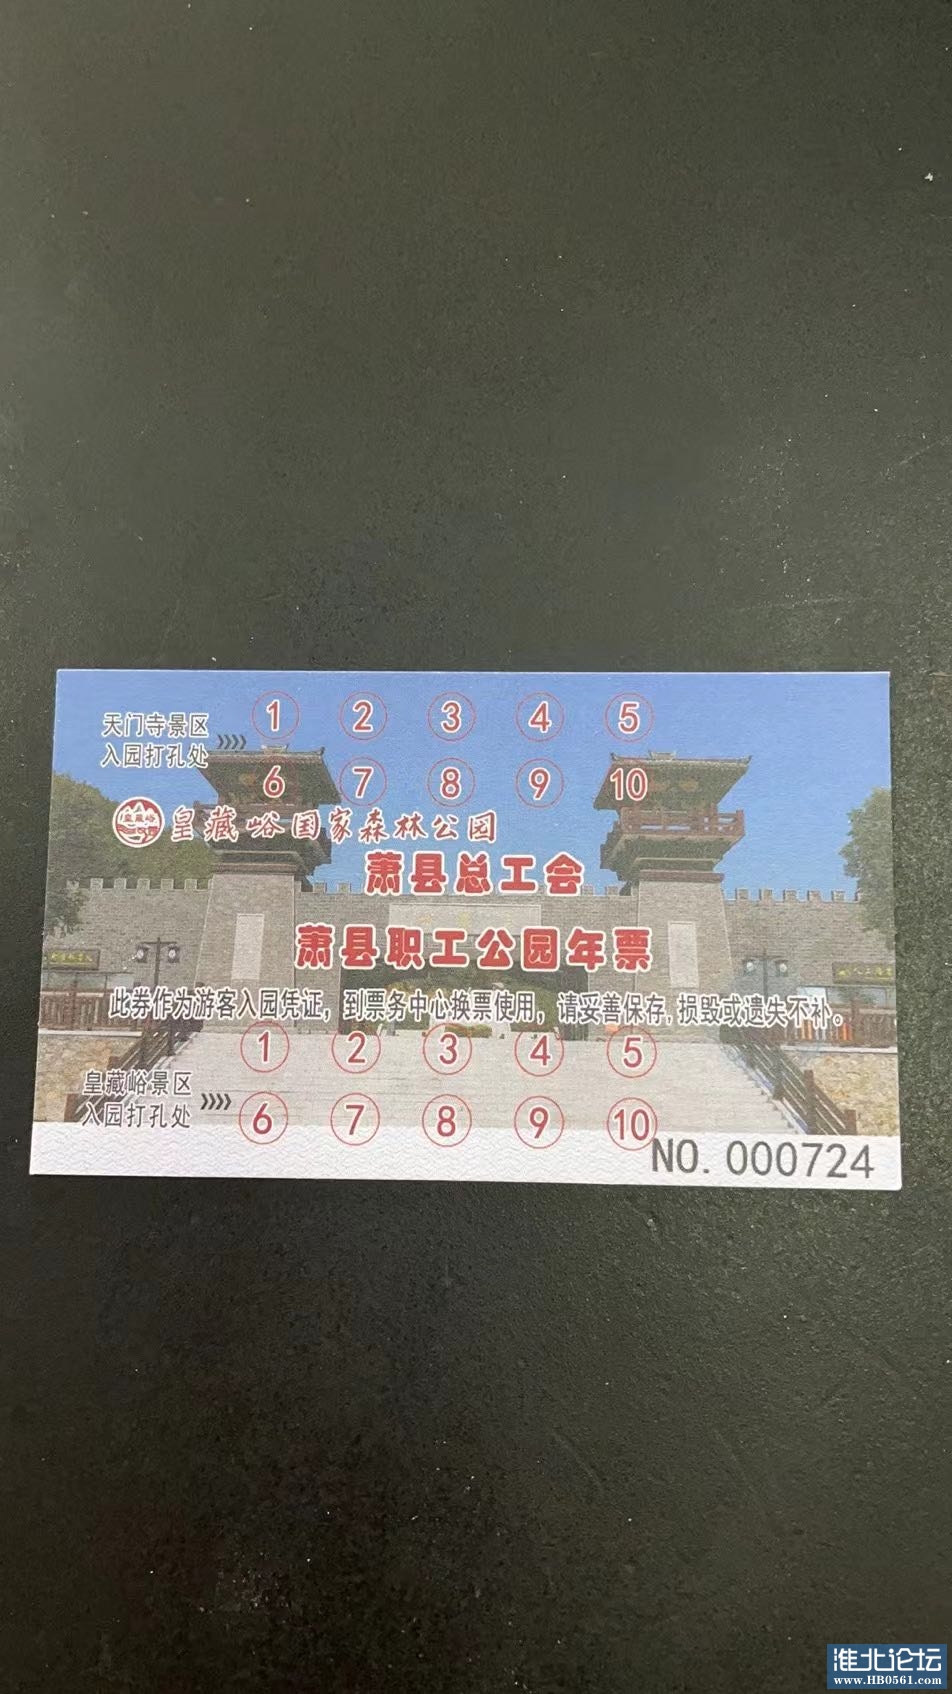 天门寺景区
入园打孔处
》》》》
1 2 3 4 5
6 7 8 9 10
皇藏峪
皇藏峪国家森林公园
萧县总工会
萧县职工公园年票
此券作为游客入园凭证，到票务中心换票使用，请妥善保存,损毁或遗失不补。
皇藏峪景区
入园打孔处
》》》》
1 2 3 4 5
6 7 8 9 10
NO.000724
淮北论坛
www.HB0561.com